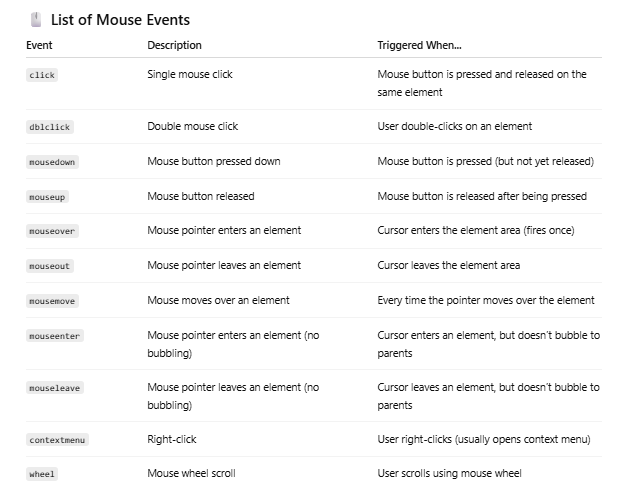 List of Mouse Events
Event Description Triggered When...
click Single mouse click Mouse button is pressed and released on the
same element
dblclick Double mouse click User double-clicks on an element
mousedown Mouse button pressed down Mouse button is pressed (but not yet released)
mouseup Mouse button released Mouse button is released after being pressed
mouseover Mouse pointer enters an element Cursor enters the element area (fires once)
mouseout Mouse pointer leaves an element Cursor leaves the element area
mousemove Mouse moves over an element Every time the pointer moves over the element
mouseenter Mouse pointer enters an element (no Cursor enters an element, but doesn't bubble to
bubbling) parents
mouseleave Mouse pointer leaves an element (no Cursor leaves an element, but doesn't bubble to
bubbling) parents
contextmenu Right-click User right-clicks (usually opens context menu)
wheel Mouse wheel scroll User scrolls using mouse wheel